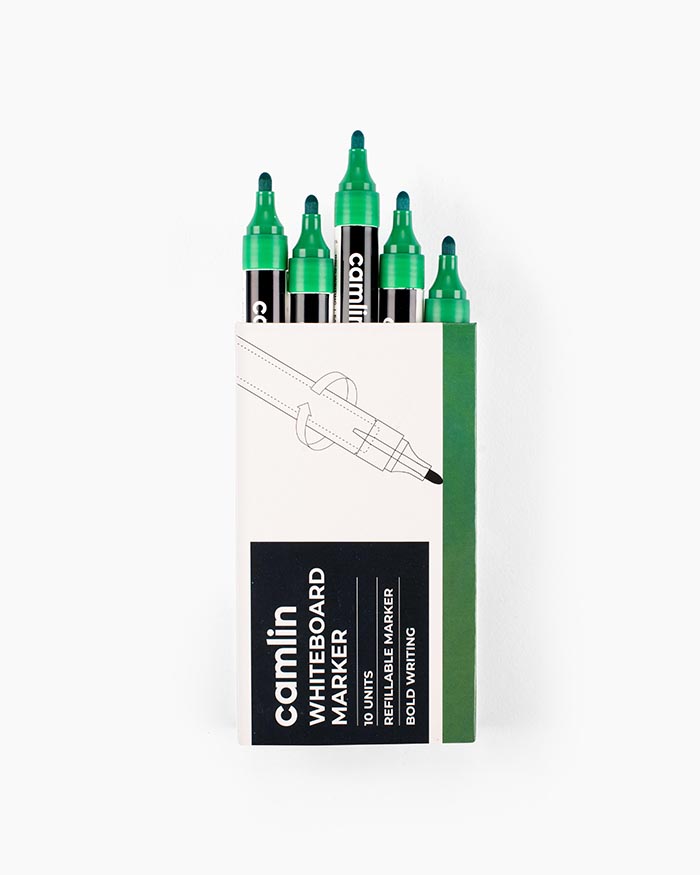 camlin
camlin
WHITEBOARD
MARKER
10 UNITS
REFILLABLE MARKER
BOLD WRITING